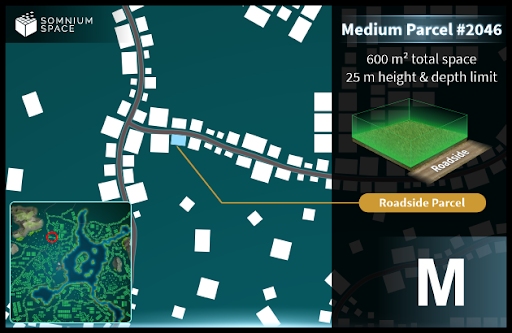 SOMNIUM
SPACE
Medium Parcel #2046
600 m² total space
25 m height & depth limit
Roadside
Roadside Parcel
M